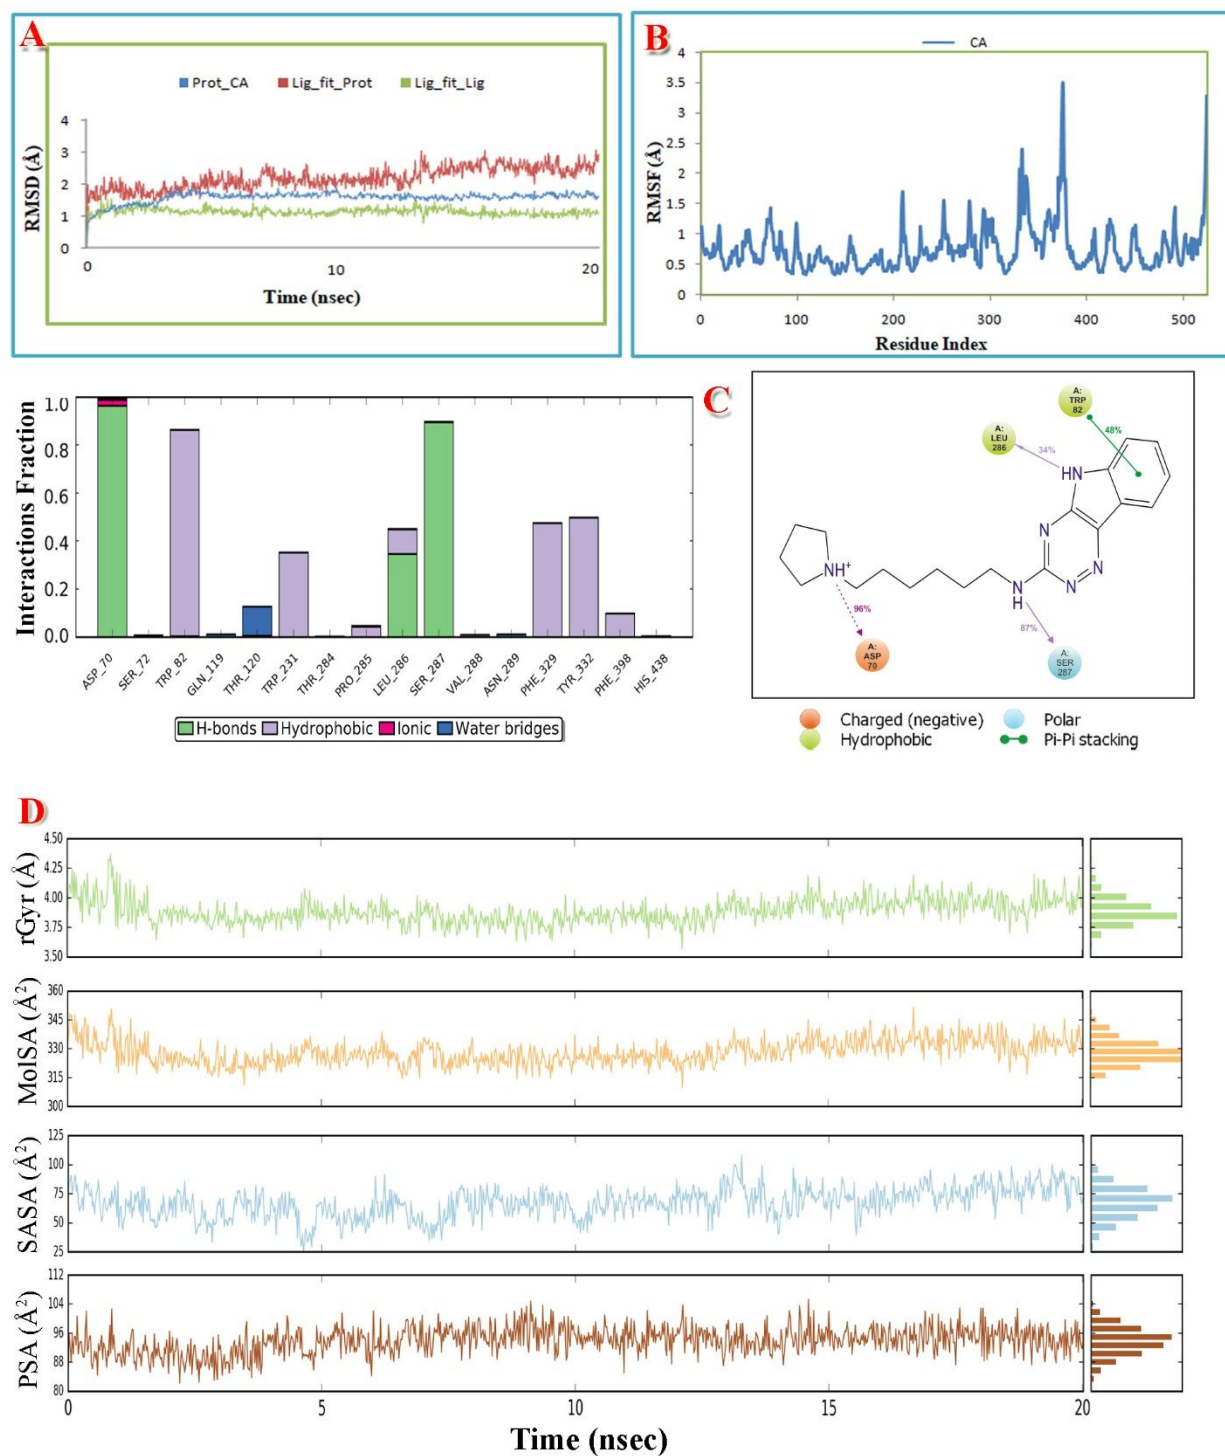 A
Prot_CA Lig_fit_Prot Lig_fit_Lig
4
3
2
1
0
RMSD (Å)
0 10 20
Time (nsec)
B
CA
4
3.5
3
2.5
2
1.5
1
0.5
0
RMSF (Å)
0 100 200 300 400 500
Residue Index
1.0
0.8
0.6
0.4
0.2
0.0
Interactions Fraction
ASP_70 SER_72 TRP_82 GLN_119 THR_120 TRP_231 THR_284 PRO_285 LEU_286 SER_287 VAL_288 ASN_289 PHE_329 TYR_332 PHE_398 HIS_438
H-bonds Hydrophobic Ionic Water bridges
C
A:
TRP
82
A:
LEU
286
48%
34%
HN
N
N
N
N
H
NH+
96%
87%
A:
ASP
70
A:
SER
287
Charged (negative) Polar
Hydrophobic Pi-Pi stacking
D
4.50
4.25
4.00
3.75
3.50
rGyr (Å)
360
345
330
315
300
MolSA (Å²)
125
100
75
50
25
SASA (Å²)
112
104
96
88
80
PSA (Å²)
0 5 10 15 20
Time (nsec)